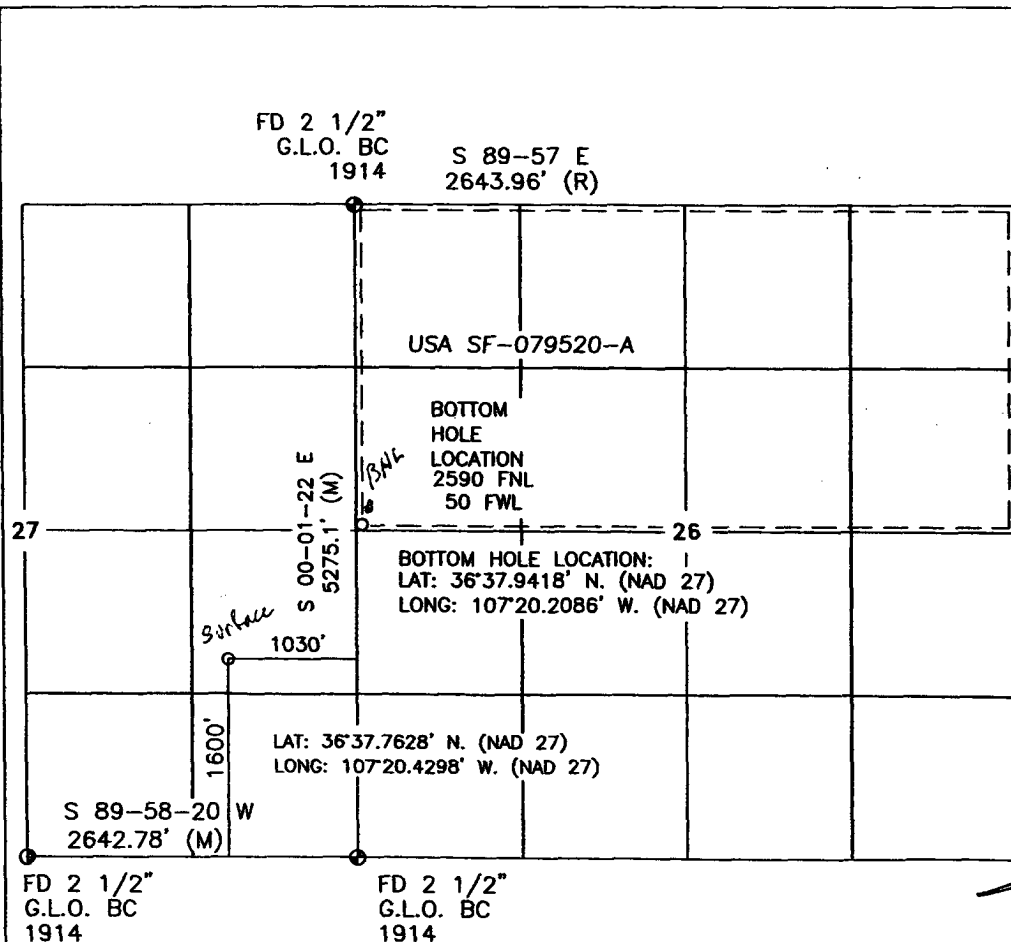 FD 2 1/2"
G.L.O. BC
1914
S 89-57 E
2643.96' (R)
USA SF-079520-A
BOTTOM
HOLE
LOCATION
2590 FNL
50 FWL
BHL
S 00-01-22 E
5275.1' (M)
27
26
BOTTOM HOLE LOCATION:
LAT: 36°37.9418' N. (NAD 27)
LONG: 107°20.2086' W. (NAD 27)
Surface
1030'
1600'
LAT: 36°37.7628' N. (NAD 27)
LONG: 107°20.4298' W. (NAD 27)
S 89-58-20 W
2642.78' (M)
FD 2 1/2"
G.L.O. BC
1914
FD 2 1/2"
G.L.O. BC
1914